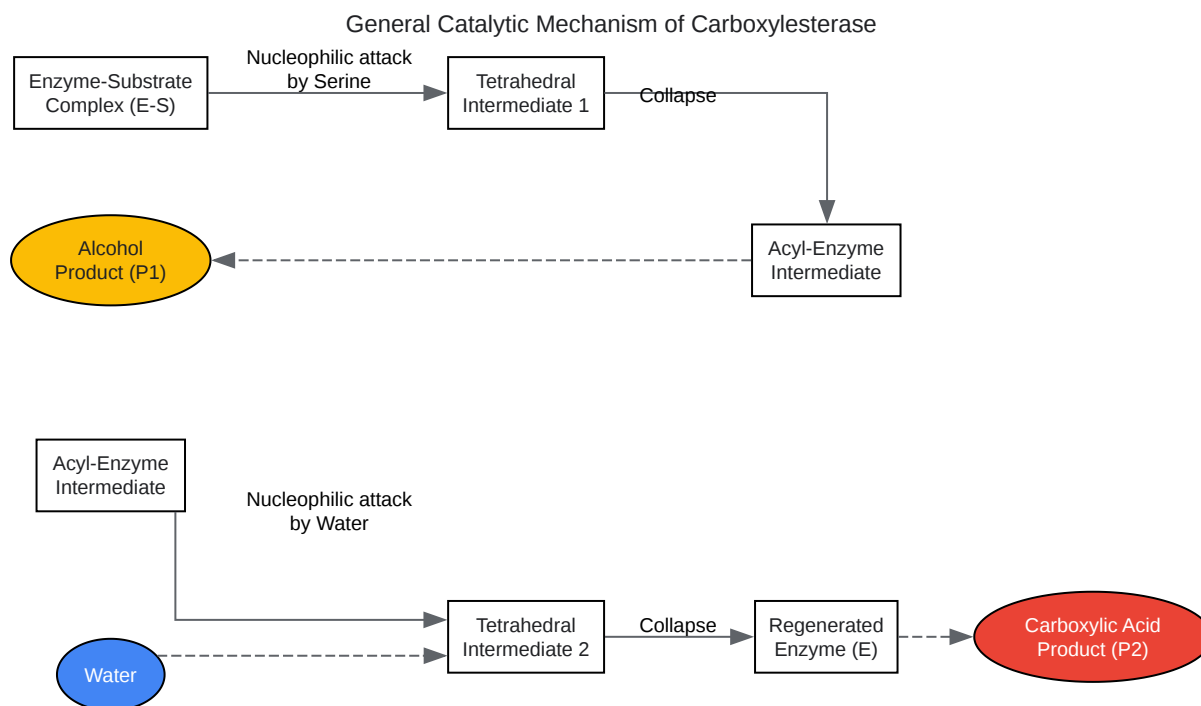 General Catalytic Mechanism of Carboxylesterase
Enzyme-Substrate
Complex (E-S)
Nucleophilic attack
by Serine
Tetrahedral
Intermediate 1
Collapse
Alcohol
Product (P1)
Acyl-Enzyme
Intermediate
Acyl-Enzyme
Intermediate
Nucleophilic attack
by Water
Water
Tetrahedral
Intermediate 2
Collapse
Regenerated
Enzyme (E)
Carboxylic Acid
Product (P2)